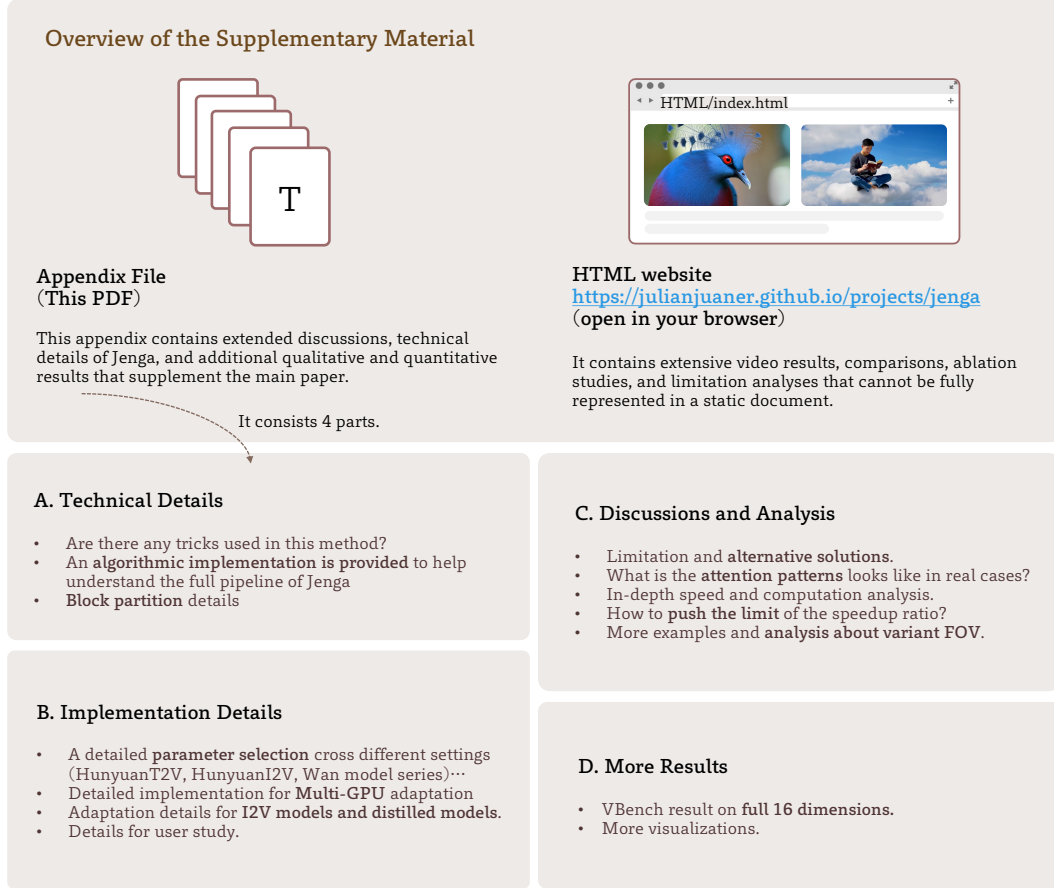 Overview of the Supplementary Material
T
HTML/index.html
Appendix File
(This PDF)
This appendix contains extended discussions, technical
details of Jenga, and additional qualitative and quantitative
results that supplement the main paper.
It consists 4 parts.
HTML website
https://julianjuaner.github.io/projects/jenga
(open in your browser)
It contains extensive video results, comparisons, ablation
studies, and limitation analyses that cannot be fully
represented in a static document.
A. Technical Details
• Are there any tricks used in this method?
• An algorithmic implementation is provided to help
understand the full pipeline of Jenga
• Block partition details
B. Implementation Details
• A detailed parameter selection cross different settings
(HunyuanT2V, HunyuanI2V, Wan model series)…
• Detailed implementation for Multi-GPU adaptation
• Adaptation details for I2V models and distilled models.
• Details for user study.
C. Discussions and Analysis
• Limitation and alternative solutions.
• What is the attention patterns looks like in real cases?
• In-depth speed and computation analysis.
• How to push the limit of the speedup ratio?
• More examples and analysis about variant FOV.
D. More Results
• VBench result on full 16 dimensions.
• More visualizations.